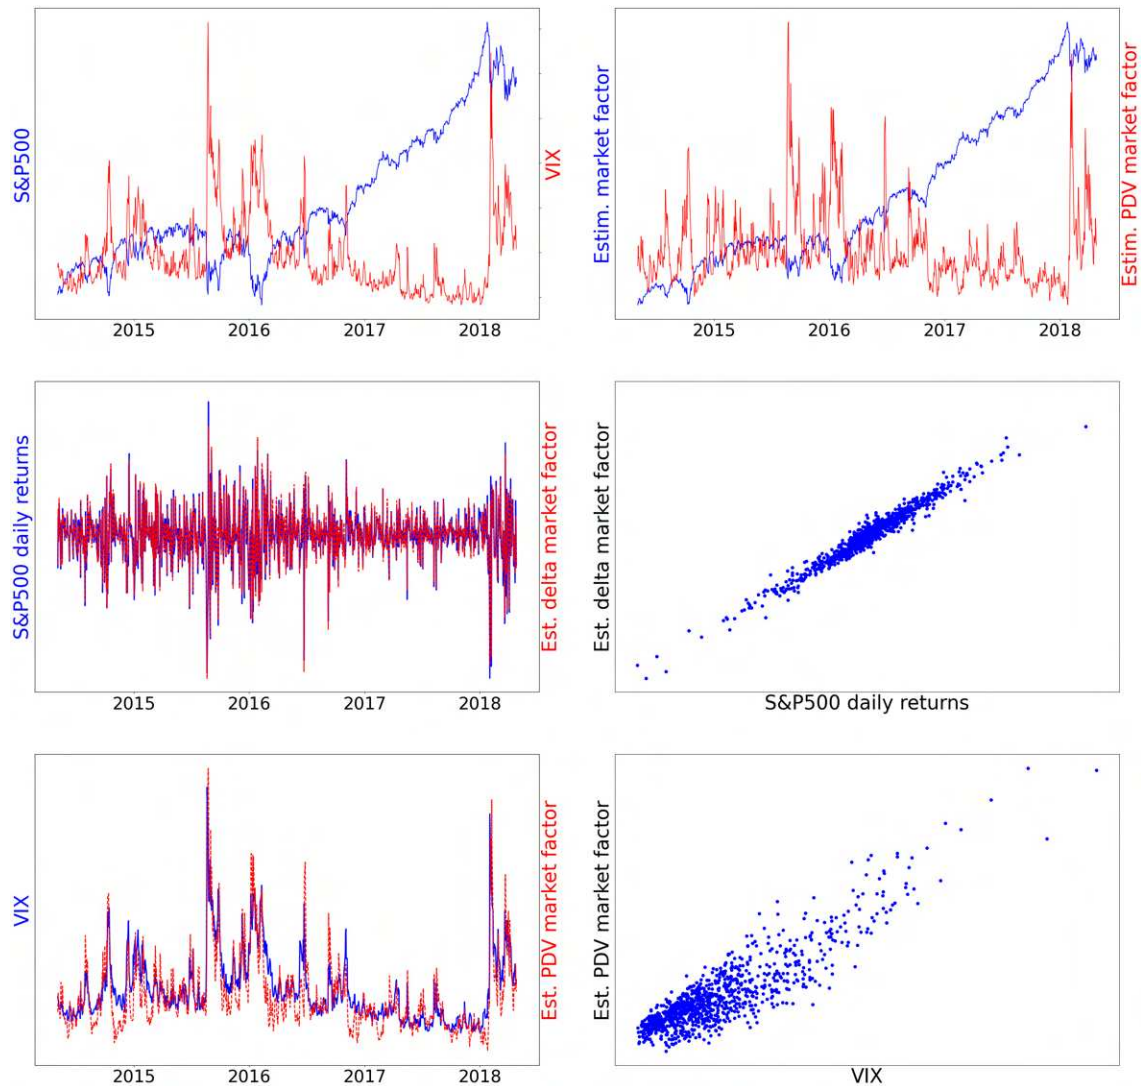 S&P500
VIX
2015 2016 2017 2018
Estim. market factor
Estim. PDV market factor
2015 2016 2017 2018
S&P500 daily returns
Est. delta market factor
2015 2016 2017 2018
Est. delta market factor
S&P500 daily returns
VIX
Est. PDV market factor
2015 2016 2017 2018
Est. PDV market factor
VIX